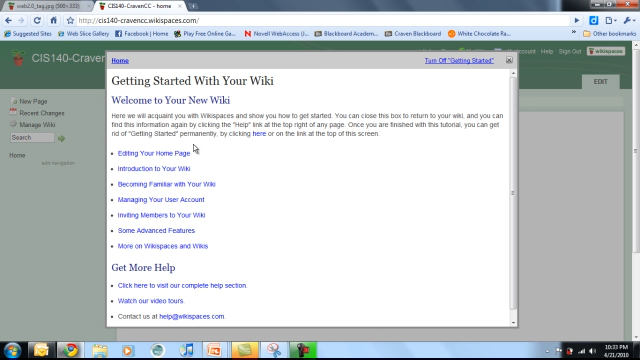 web2.0_tag.jpg (500×333)
CIS140-CravenCC - home
http://cis140-cravencc.wikispaces.com/
Suggested Sites
Web Slice Gallery
Free Hotmail
Play Free Online Gam...
Novell WebAccess (J...
Blackboard Academ...
Craven Blackboard
White Chocolate Ra...
Other bookmarks
CIS140-Craven
Sign Out
wikispaces
EDIT
New Page
Recent Changes
Manage Wiki
Search
Home
edit navigation
Home
Turn Off "Getting Started"
Getting Started With Your Wiki
Welcome to Your New Wiki
Here we will acquaint you with Wikispaces and show you how to get started. You can close this box to return to your wiki, and you can
find this information again by clicking the "Help" link at the top right of any page. Once you are finished with this tutorial, you can get
rid of "Getting Started" permanently, by clicking here or on the link at the top of this screen.
Editing Your Home Page
Introduction to Your Wiki
Becoming Familiar with Your Wiki
Managing Your User Account
Inviting Members to Your Wiki
Some Advanced Features
More on Wikispaces and Wikis
Get More Help
Click here to visit our complete help section.
Watch our video tours.
Contact us at help@wikispaces.com.
10:33 PM
4/21/2010